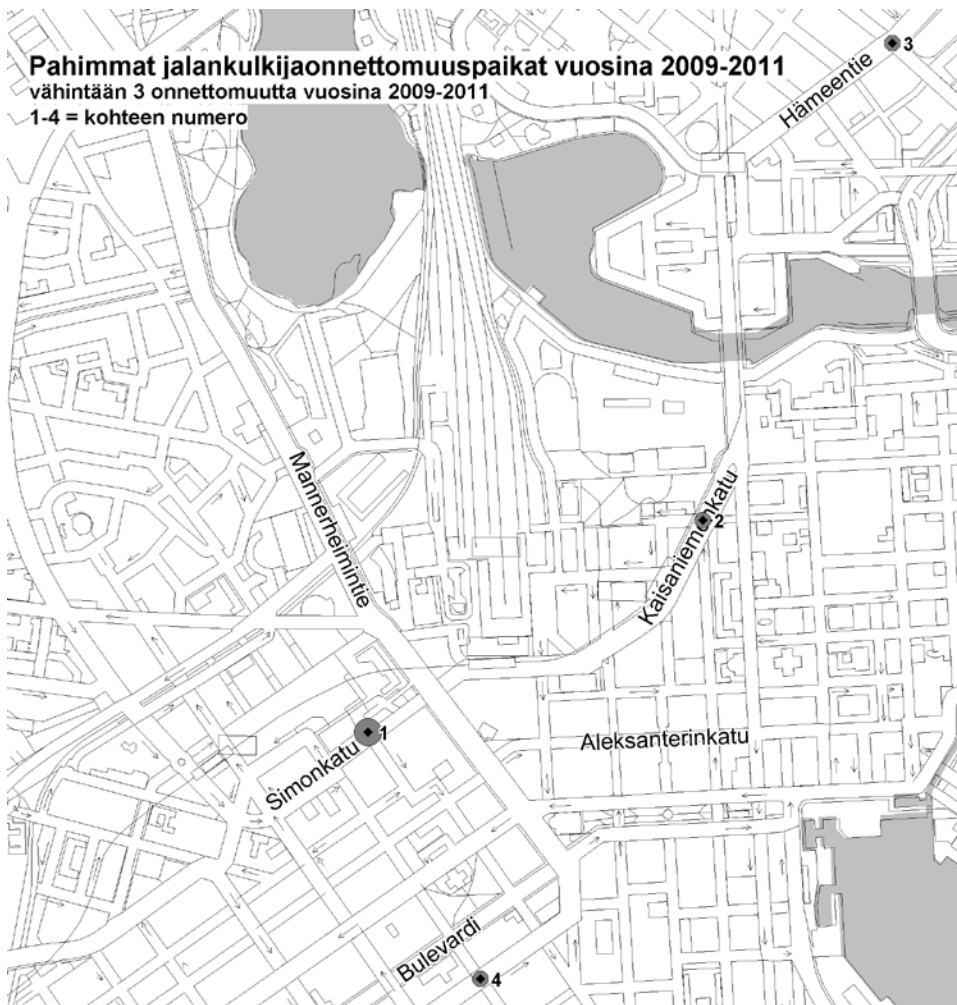 Pahimmat jalankulkijaonnettomuuspaikat vuosina 2009-2011
vähintään 3 onnettomuutta vuosina 2009-2011
1-4 = kohteen numero
3
Hämeentie
Mannerheimintie
2
Kaisaniemenkatu
1
Simonkatu
Aleksanterinkatu
Bulevardi
4